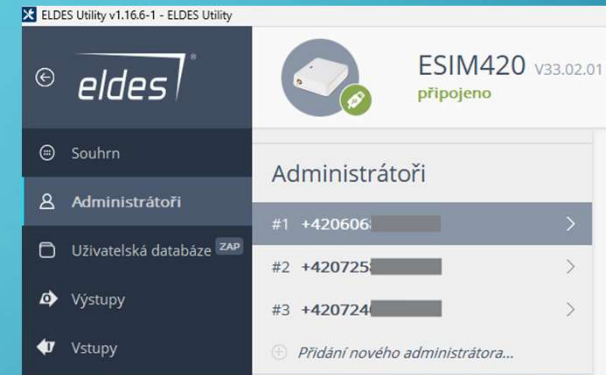 ELDES Utility v1.16.6-1 - ELDES Utility
eldes
ESIM420 V33.02.01
připojeno
Souhrn
Administrátoři
Uživatelská databáze ZAP
Výstupy
Vstupy
Administrátoři
#1 +420606
#2 +420725
#3 +420724
Přidání nového administrátora...